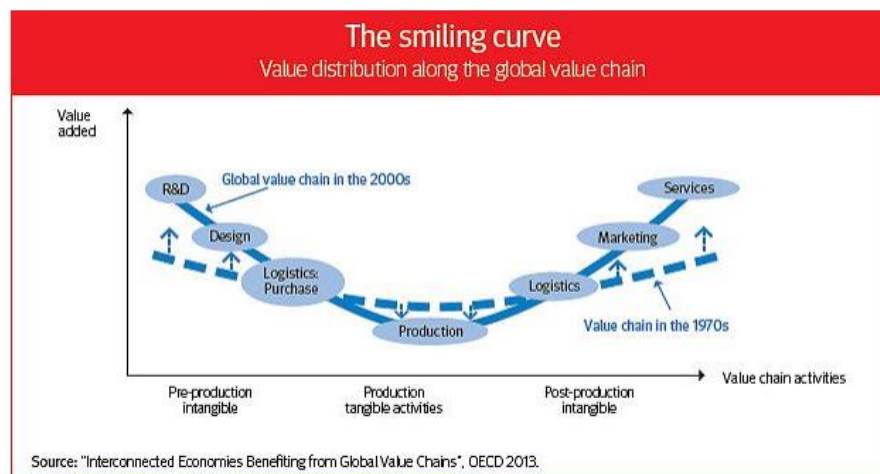 The smiling curve
Value distribution along the global value chain
Value
added
R&D
Global value chain in the 2000s
Services
Design
Marketing
Logistics:
Purchase
Logistics
Production
Value chain in the 1970s
Value chain activities
Pre-production
intangible
Production
tangible activities
Post-production
intangible
Source: "Interconnected Economies Benefiting from Global Value Chains", OECD 2013.